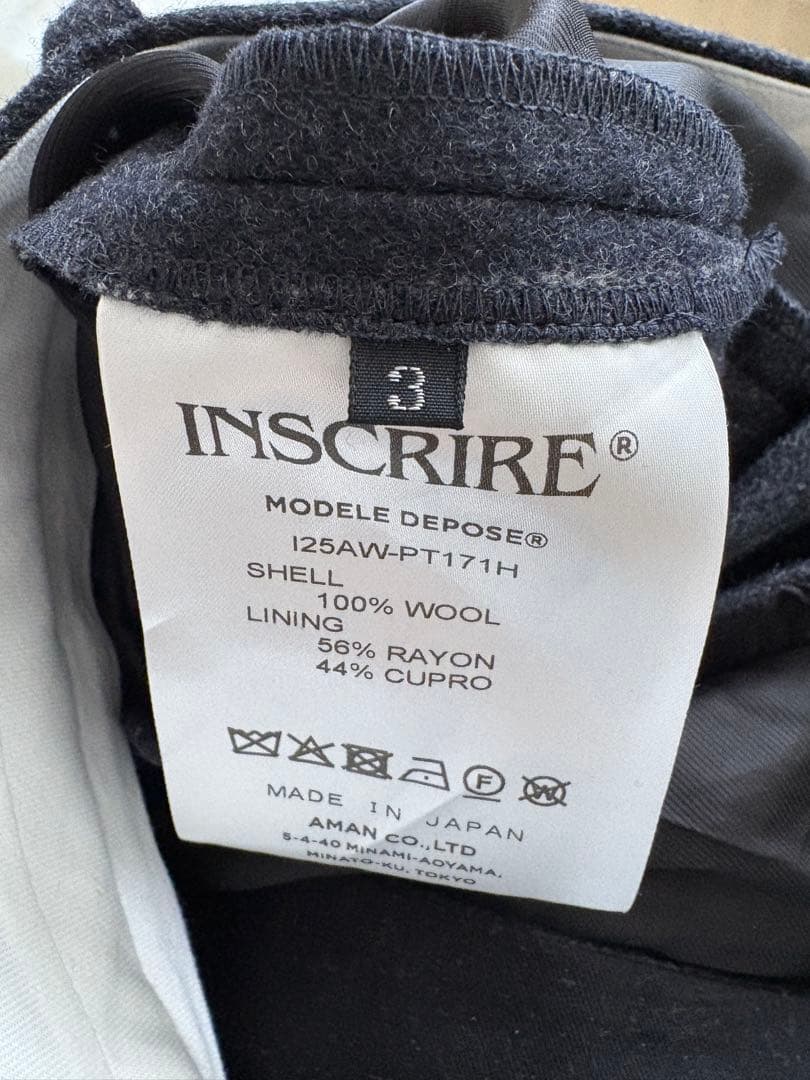 3
INSCRIRE®
MODELE DEPOSE®
I25AW-PT171H
SHELL
100% WOOL
LINING
56% RAYON
44% CUPRO
F W
MADE IN JAPAN
AMAN CO.,LTD
5-4-40 MINAMI-AOYAMA,
MINATO-KU, TOKYO